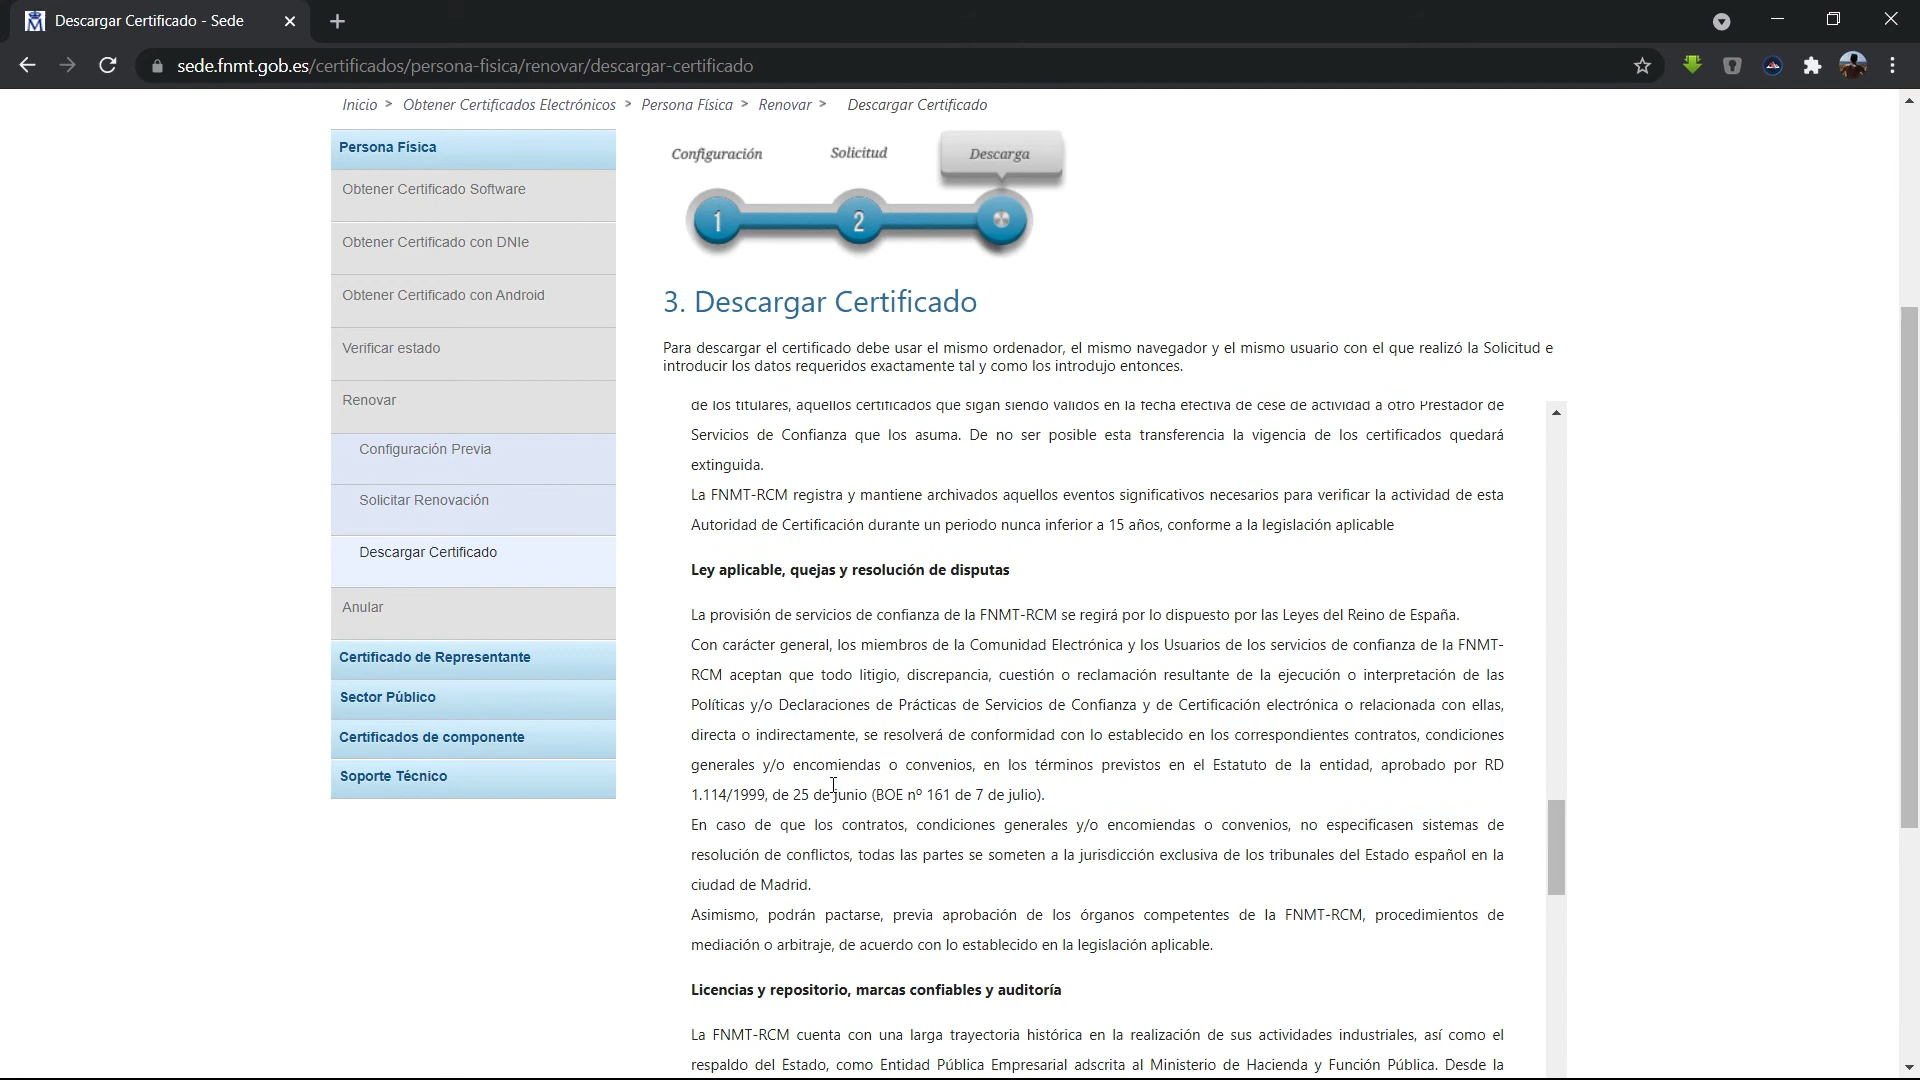 Descargar Certificado - Sede
sede.fnmt.gob.es/certificados/persona-fisica/renovar/descargar-certificado
Inicio > Obtener Certificados Electrónicos > Persona Física > Renovar > Descargar Certificado
Persona Física
Obtener Certificado Software
Obtener Certificado con DNIe
Obtener Certificado con Android
Verificar estado
Renovar
Configuración Previa
Solicitar Renovación
Descargar Certificado
Anular
Certificado de Representante
Sector Público
Certificados de componente
Soporte Técnico
Configuración Solicitud Descarga
1 2
3. Descargar Certificado
Para descargar el certificado debe usar el mismo ordenador, el mismo navegador y el mismo usuario con el que realizó la Solicitud e
introducir los datos requeridos exactamente tal y como los introdujo entonces.
de los titulares, aquellos certificados que sigan siendo válidos en la fecha efectiva de cese de actividad a otro Prestador de
Servicios de Confianza que los asuma. De no ser posible esta transferencia la vigencia de los certificados quedará
extinguida.
La FNMT-RCM registra y mantiene archivados aquellos eventos significativos necesarios para verificar la actividad de esta
Autoridad de Certificación durante un periodo nunca inferior a 15 años, conforme a la legislación aplicable
Ley aplicable, quejas y resolución de disputas
La provisión de servicios de confianza de la FNMT-RCM se regirá por lo dispuesto por las Leyes del Reino de España.
Con carácter general, los miembros de la Comunidad Electrónica y los Usuarios de los servicios de confianza de la FNMT-
RCM aceptan que todo litigio, discrepancia, cuestión o reclamación resultante de la ejecución o interpretación de las
Políticas y/o Declaraciones de Prácticas de Servicios de Confianza y de Certificación electrónica o relacionada con ellas,
directa o indirectamente, se resolverá de conformidad con lo establecido en los correspondientes contratos, condiciones
generales y/o encomiendas o convenios, en los términos previstos en el Estatuto de la entidad, aprobado por RD
1.114/1999, de 25 de junio (BOE nº 161 de 7 de julio).
En caso de que los contratos, condiciones generales y/o encomiendas o convenios, no especificasen sistemas de
resolución de conflictos, todas las partes se someten a la jurisdicción exclusiva de los tribunales del Estado español en la
ciudad de Madrid.
Asimismo, podrán pactarse, previa aprobación de los órganos competentes de la FNMT-RCM, procedimientos de
mediación o arbitraje, de acuerdo con lo establecido en la legislación aplicable.
Licencias y repositorio, marcas confiables y auditoría
La FNMT-RCM cuenta con una larga trayectoria histórica en la realización de sus actividades industriales, así como el
respaldo del Estado, como Entidad Pública Empresarial adscrita al Ministerio de Hacienda y Función Pública. Desde la